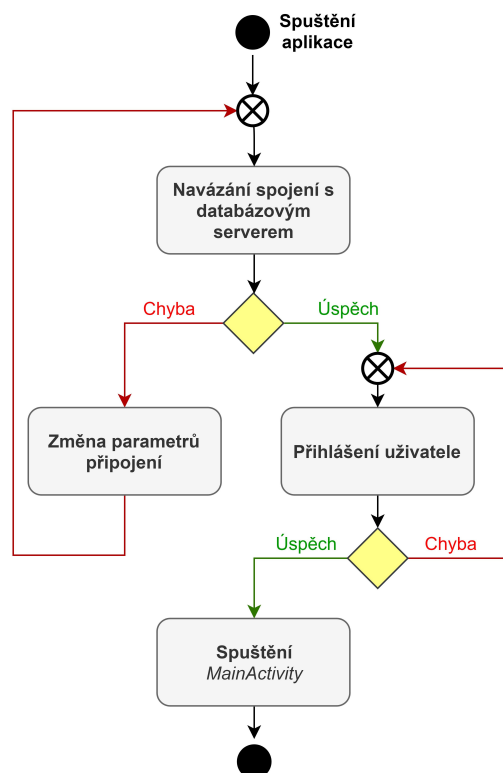 Spuštění
aplikace
Navázání spojení s
databázovým
serverem
Chyba
Úspěch
Změna parametrů
připojení
Přihlášení uživatele
Úspěch
Chyba
Spuštění
MainActivity